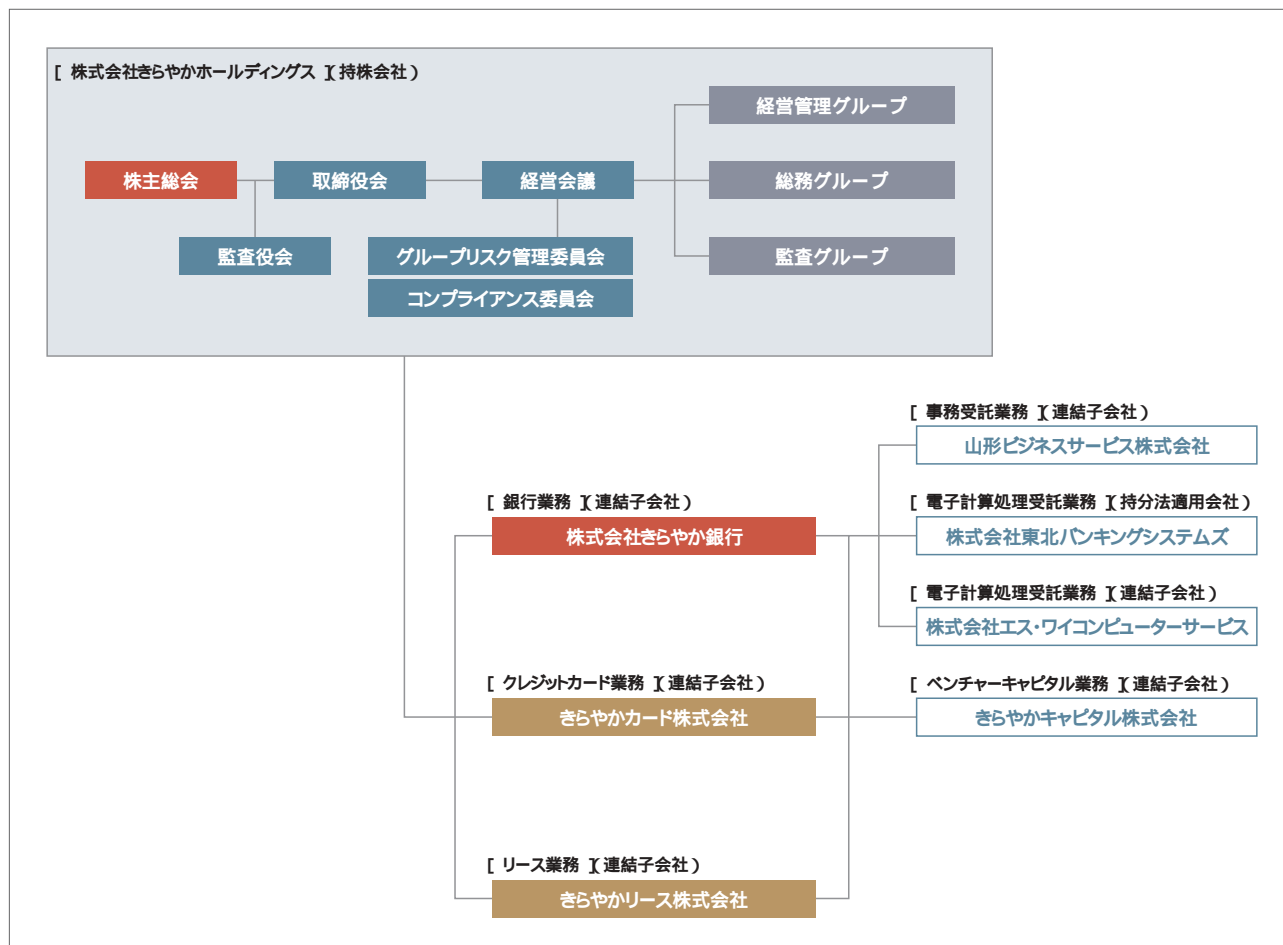 [ 株式会社きらやかホールディングス ](持株会社)
経営管理グループ
株主総会
取締役会
経営会議
総務グループ
監査役会
グループリスク管理委員会
監査グループ
コンプライアンス委員会
[ 事務受託業務 ](連結子会社)
山形ビジネスサービス株式会社
[ 銀行業務 ](連結子会社)
株式会社きらやか銀行
[ 電子計算処理受託業務 ](持分法適用会社)
株式会社東北バンキングシステムズ
[ 電子計算処理受託業務 ](連結子会社)
株式会社エス・ワイコンピューターサービス
[ クレジットカード業務 ](連結子会社)
きらやかカード株式会社
[ ベンチャーキャピタル業務 ](連結子会社)
きらやかキャピタル株式会社
[ リース業務 ](連結子会社)
きらやかリース株式会社